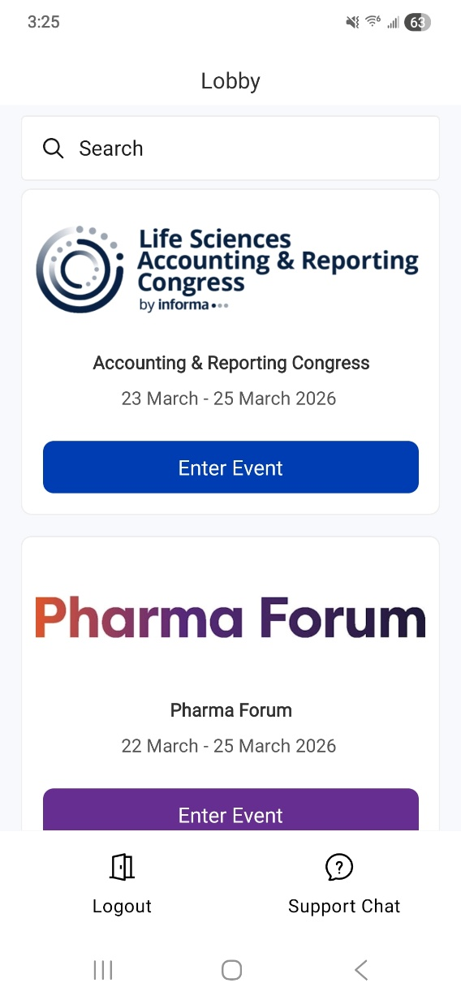 3:25
6
63
Lobby
Search
Life Sciences
Accounting & Reporting
Congress
by informa
Accounting & Reporting Congress
23 March - 25 March 2026
Enter Event
Pharma Forum
Pharma Forum
22 March - 25 March 2026
Enter Event
?
Logout
Support Chat